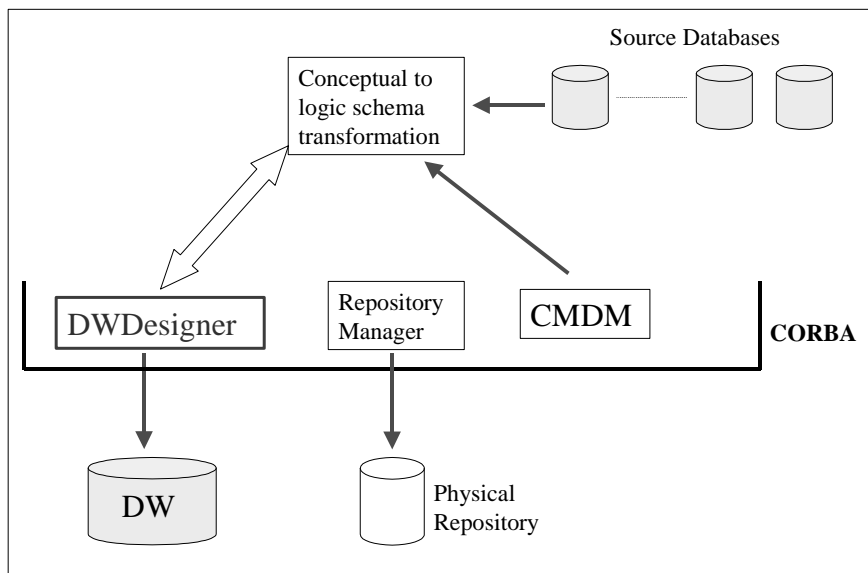 Source Databases
Conceptual to
logic schema
transformation
DWDesigner
Repository
Manager
CMDM
CORBA
DW
Physical
Repository